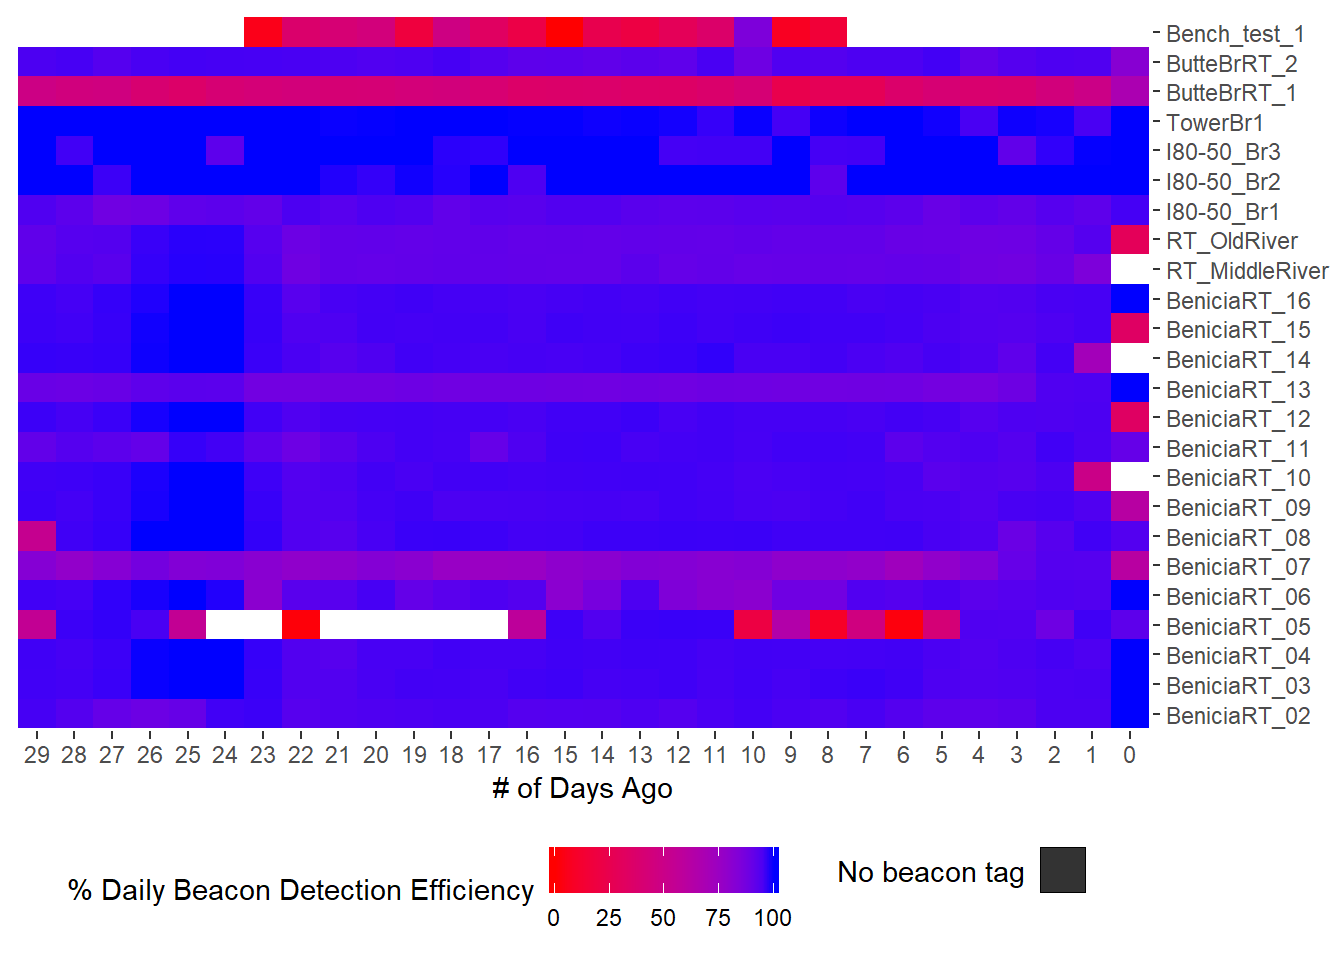 Bench_test_1
ButteBrRT_2
ButteBrRT_1
TowerBr1
I80-50_Br3
I80-50_Br2
I80-50_Br1
RT_OldRiver
RT_MiddleRiver
BeniciaRT_16
BeniciaRT_15
BeniciaRT_14
BeniciaRT_13
BeniciaRT_12
BeniciaRT_11
BeniciaRT_10
BeniciaRT_09
BeniciaRT_08
BeniciaRT_07
BeniciaRT_06
BeniciaRT_05
BeniciaRT_04
BeniciaRT_03
BeniciaRT_02
29 28 27 26 25 24 23 22 21 20 19 18 17 16 15 14 13 12 11 10 9 8 7 6 5 4 3 2 1 0
# of Days Ago
% Daily Beacon Detection Efficiency
0 25 50 75 100
No beacon tag